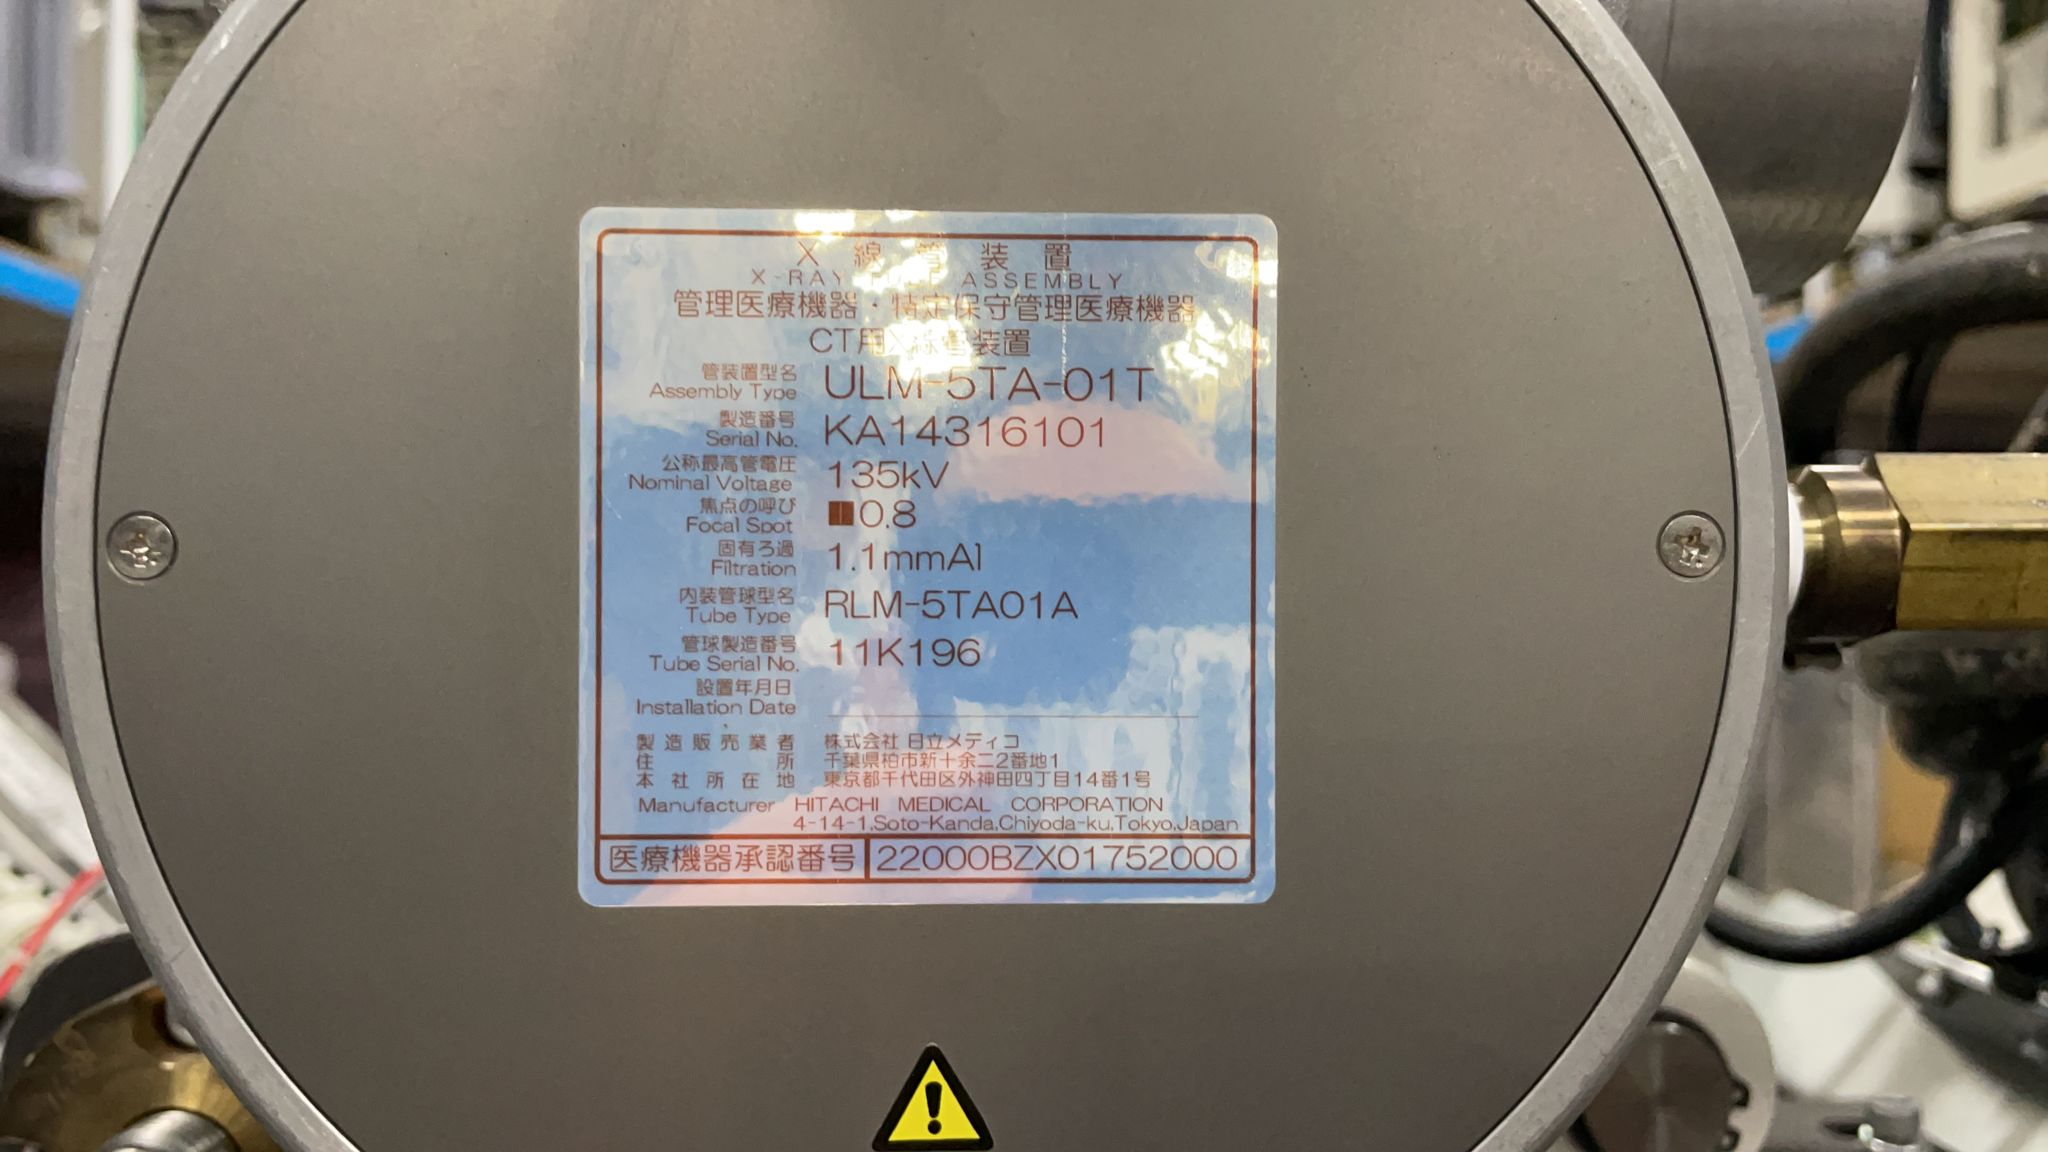 X 線 管 装 置
X-RAY ASSEMBLY
管理医療機器・特定保守管理医療機器
CT用X線管装置
管装置型名
Assembly Type ULM-5TA-01T
製造番号
Serial No. KA14316101
公称最高管電圧
Nominal Voltage 135kV
焦点の呼び
Focal Spot ■0.8
固有ろ過
Filtration 1.1mmAl
内装管球型名
Tube Type RLM-5TA01A
管球製造番号
Tube Serial No. 11K196
設置年月日
Installation Date
製造販売業者 株式会社 日立メディコ
住所 千葉県柏市新十余二2番地1
本社所在地 東京都千代田区外神田四丁目14番1号
Manufacturer HITACHI MEDICAL CORPORATION
4-14-1,Soto-Kanda,Chiyoda-ku,Tokyo,Japan
医療機器承認番号 22000BZX01752000